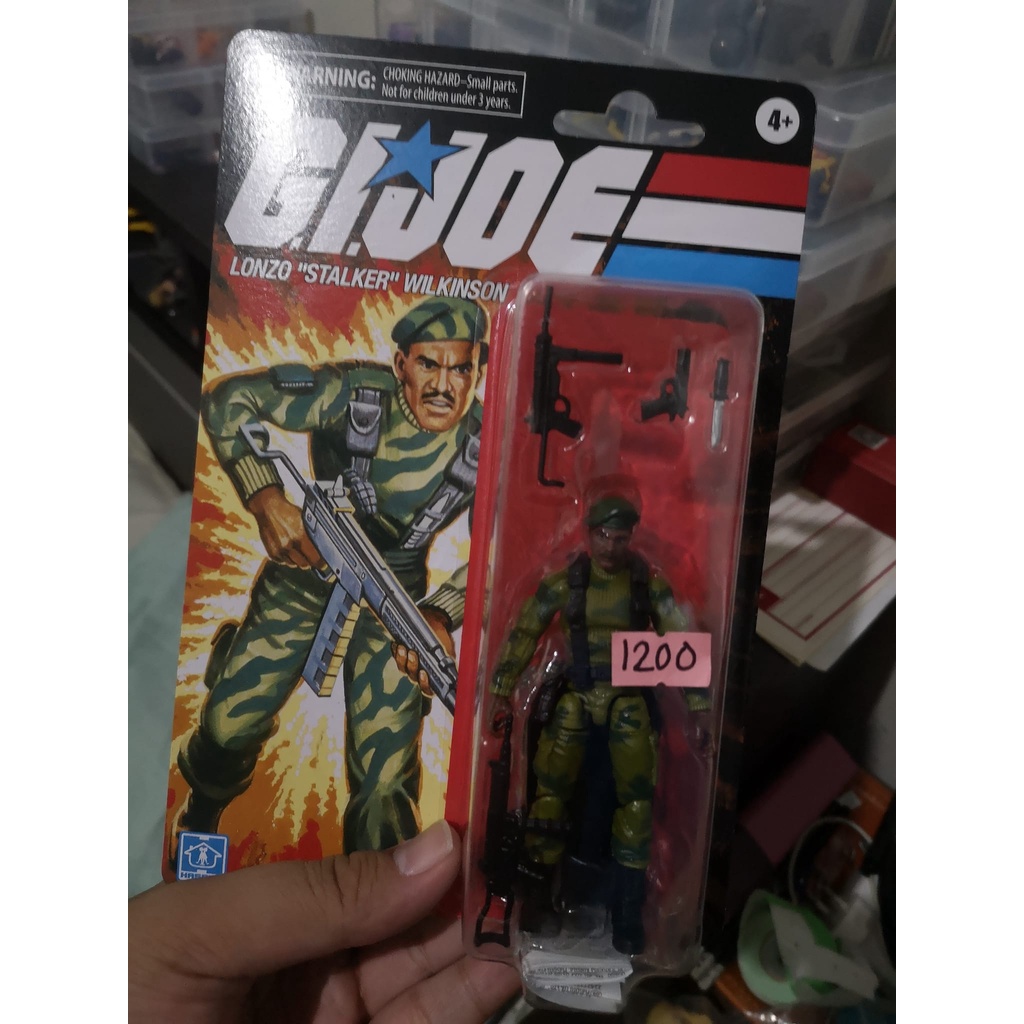 WARNING: CHOKING HAZARD–Small parts.
Not for children under 3 years.
4+
G.I. JOE
LONZO "STALKER" WILKINSON
1200